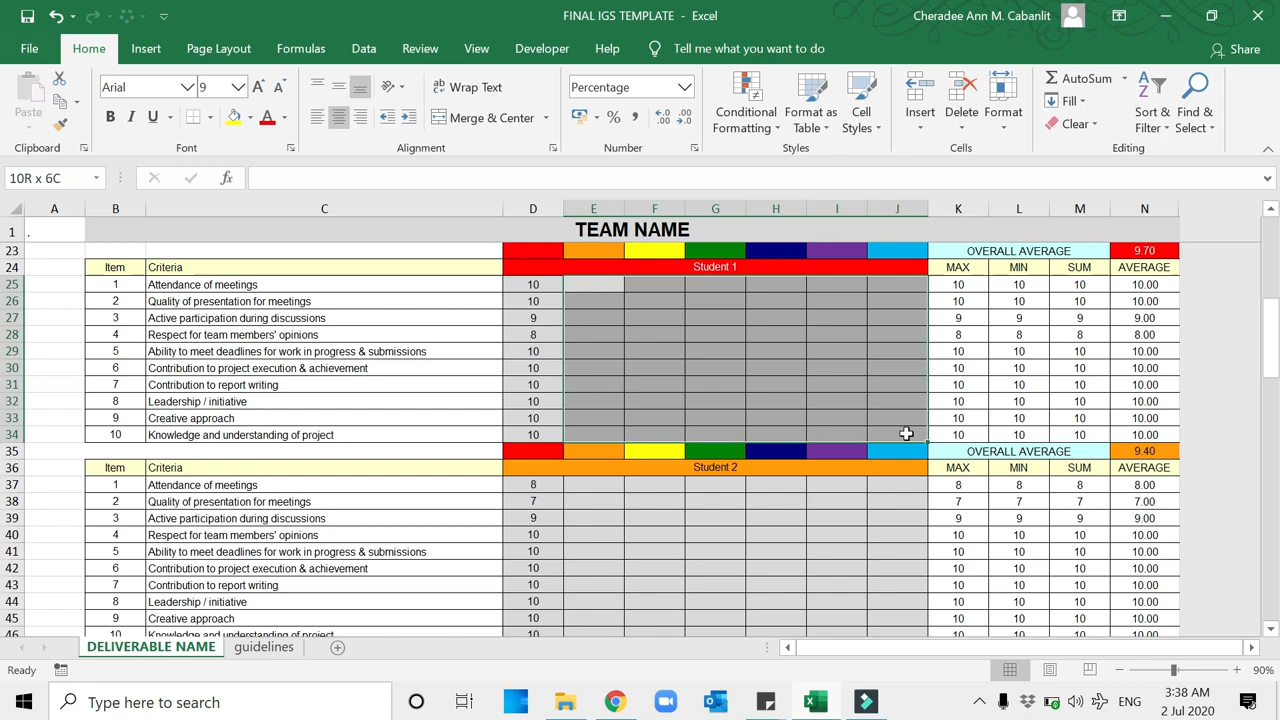 FINAL IGS TEMPLATE - Excel
Cheradee Ann M. Cabanlit
File Home Insert Page Layout Formulas Data Review View Developer Help Tell me what you want to do Share
Arial 9 Wrap Text Percentage AutoSum
Paste Merge & Center Conditional Formatting Format as Table Cell Styles Insert Delete Format Fill Clear Sort & Filter Find & Select
Clipboard Font Alignment Number Styles Cells Editing
10R x 6C fx
A B C D E F G H I J K L M N
1 . TEAM NAME
23 OVERALL AVERAGE 9.70
24 Item Criteria Student 1 MAX MIN SUM AVERAGE
25 1 Attendance of meetings 10 10 10 10 10.00
26 2 Quality of presentation for meetings 10 10 10 10 10.00
27 3 Active participation during discussions 9 9 9 9 9.00
28 4 Respect for team members' opinions 8 8 8 8 8.00
29 5 Ability to meet deadlines for work in progress & submissions 10 10 10 10 10.00
30 6 Contribution to project execution & achievement 10 10 10 10 10.00
31 7 Contribution to report writing 10 10 10 10 10.00
32 8 Leadership / initiative 10 10 10 10 10.00
33 9 Creative approach 10 10 10 10 10.00
34 10 Knowledge and understanding of project 10 10 10 10 10.00
35 OVERALL AVERAGE 9.40
36 Item Criteria Student 2 MAX MIN SUM AVERAGE
37 1 Attendance of meetings 8 8 8 8 8.00
38 2 Quality of presentation for meetings 7 7 7 7 7.00
39 3 Active participation during discussions 9 9 9 9 9.00
40 4 Respect for team members' opinions 10 10 10 10 10.00
41 5 Ability to meet deadlines for work in progress & submissions 10 10 10 10 10.00
42 6 Contribution to project execution & achievement 10 10 10 10 10.00
43 7 Contribution to report writing 10 10 10 10 10.00
44 8 Leadership / initiative 10 10 10 10 10.00
45 9 Creative approach 10 10 10 10 10.00
46 10 Knowledge and understanding of project 10 10 10 10 10.00
DELIVERABLE NAME guidelines
Ready 90%
Type here to search ENG 3:38 AM
2 Jul 2020